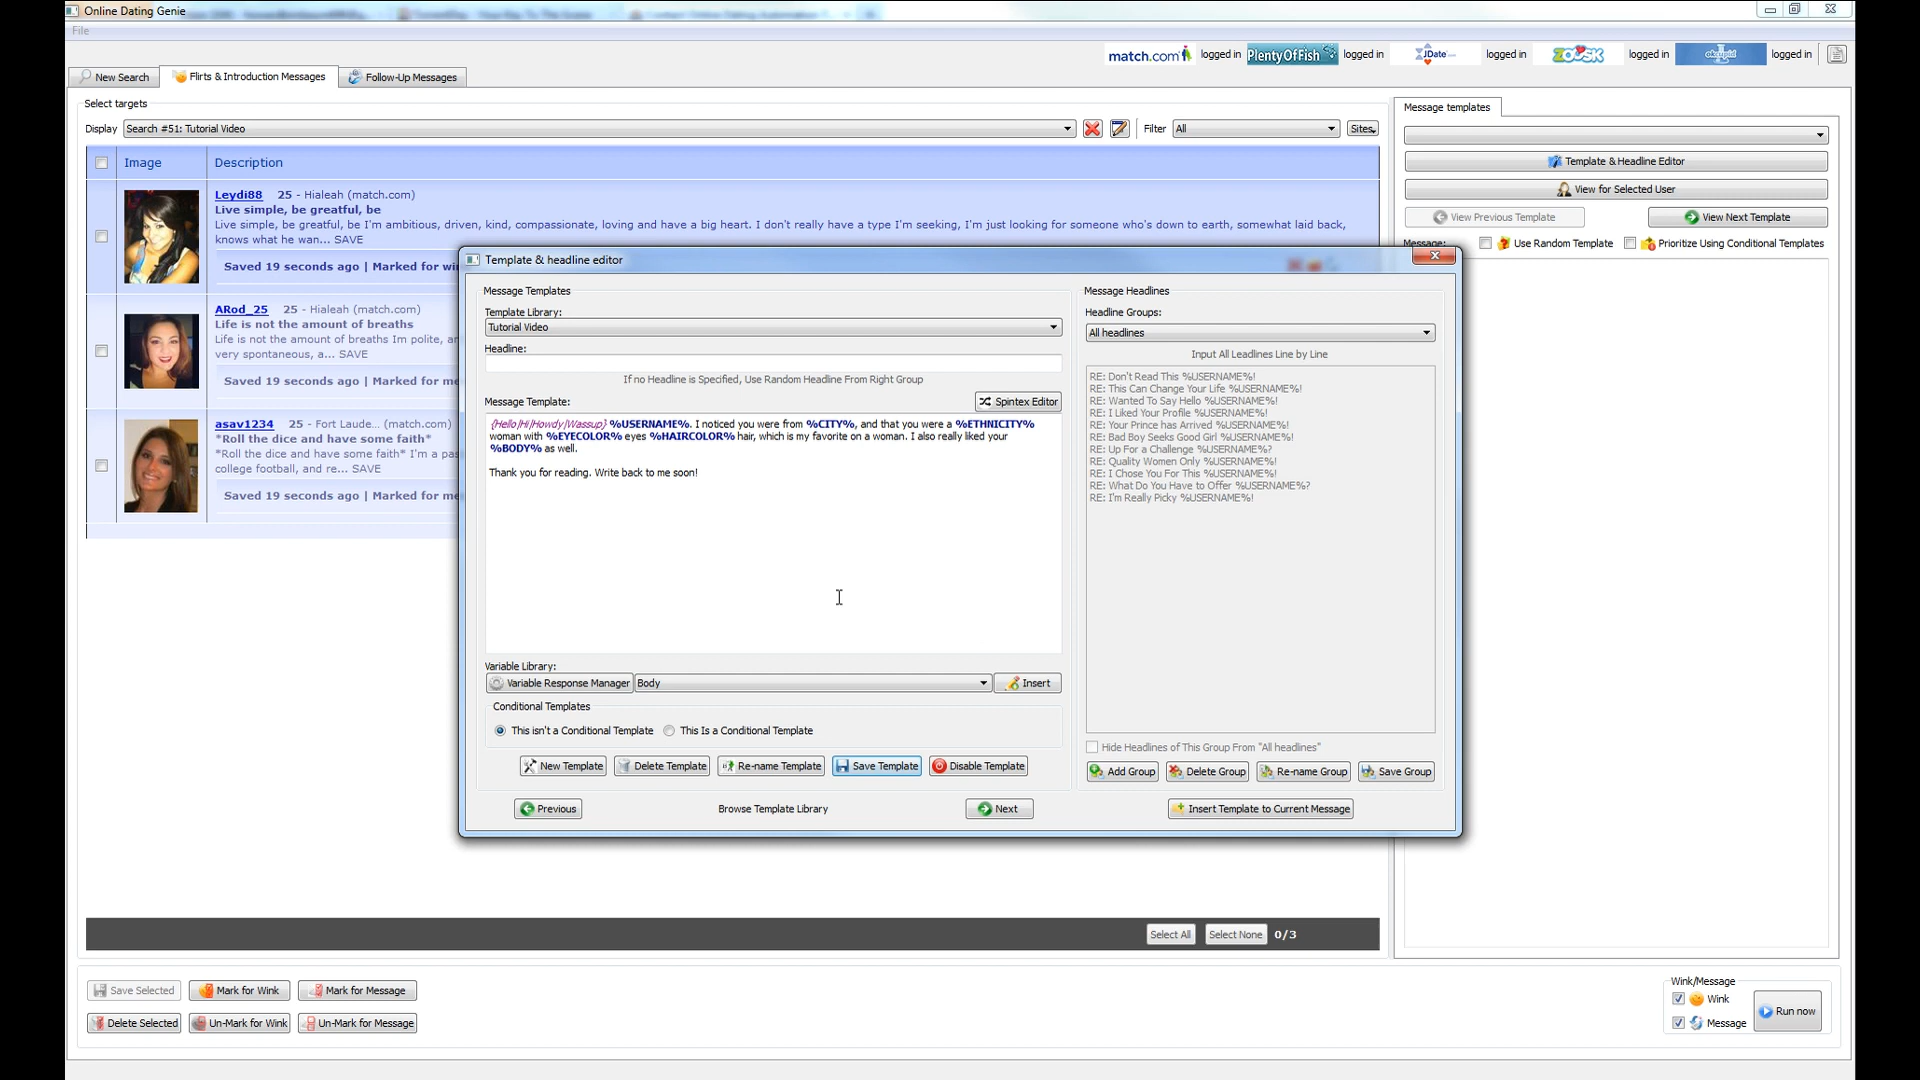 Online Dating Genie
File
match.com logged in PlentyOfFish logged in JDate logged in zoosk logged in okcupid logged in
New Search Flirts & Introduction Messages Follow-Up Messages
Select targets
Display Search #51: Tutorial Video Filter All Sites
Image Description
Leydi88 25 - Hialeah (match.com)
Live simple, be greatful, be
Live simple, be greatful, be I'm ambitious, driven, kind, compassionate, loving and have a big heart. I don't really have a type I'm seeking, I'm just looking for someone who's down to earth, somewhat laid back,
knows what he wan... SAVE
Saved 19 seconds ago | Marked for win
ARod_25 25 - Hialeah (match.com)
Life is not the amount of breaths
Life is not the amount of breaths Im polite, an
very spontaneous, a... SAVE
Saved 19 seconds ago | Marked for me
asav1234 25 - Fort Laude... (match.com)
*Roll the dice and have some faith*
*Roll the dice and have some faith* I'm a pas
college football, and re... SAVE
Saved 19 seconds ago | Marked for me
Template & headline editor
Message Templates
Template Library:
Tutorial Video
Headline:
If no Headline is Specified, Use Random Headline From Right Group
Message Template: Spintex Editor
{Hello|Hi|Howdy|Wassup} %USERNAME%. I noticed you were from %CITY%, and that you were a %ETHNICITY%
woman with %EYECOLOR% eyes %HAIRCOLOR% hair, which is my favorite on a woman. I also really liked your
%BODY% as well.
Thank you for reading. Write back to me soon!
Variable Library:
Variable Response Manager Body Insert
Conditional Templates
This isn't a Conditional Template This Is a Conditional Template
New Template Delete Template Re-name Template Save Template Disable Template
Previous Browse Template Library Next
Message Headlines
Headline Groups:
All headlines
Input All Leadlines Line by Line
RE: Don't Read This %USERNAME%!
RE: This Can Change Your Life %USERNAME%!
RE: Wanted To Say Hello %USERNAME%!
RE: I Liked Your Profile %USERNAME%!
RE: Your Prince has Arrived %USERNAME%!
RE: Bad Boy Seeks Good Girl %USERNAME%!
RE: Up For a Challenge %USERNAME%?
RE: Quality Women Only %USERNAME%!
RE: I Chose You For This %USERNAME%!
RE: What Do You Have to Offer %USERNAME%?
RE: I'm Really Picky %USERNAME%!
Hide Headlines of This Group From "All headlines"
Add Group Delete Group Re-name Group Save Group
Insert Template to Current Message
Message templates
Template & Headline Editor
View for Selected User
View Previous Template View Next Template
Message: Use Random Template Prioritize Using Conditional Templates
Select All Select None 0/3
Save Selected Mark for Wink Mark for Message
Delete Selected Un-Mark for Wink Un-Mark for Message
Wink/Message
Wink
Message
Run now